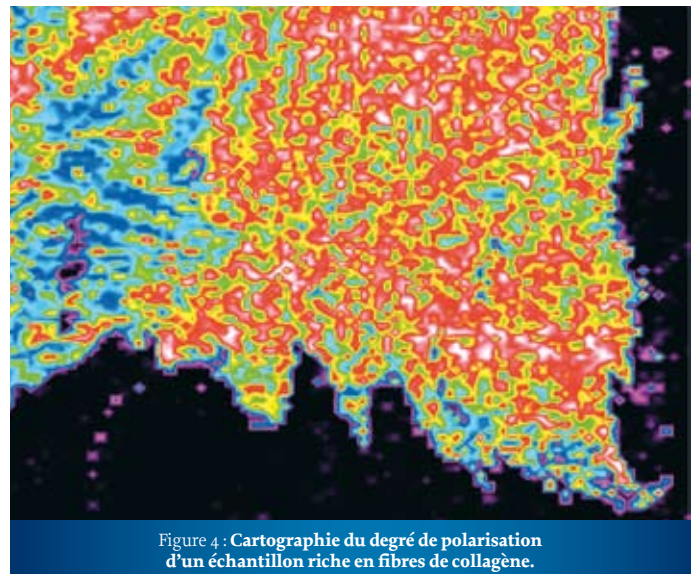 Figure 4 : Cartographie du degré de polarisation
d'un échantillon riche en fibres de collagène.